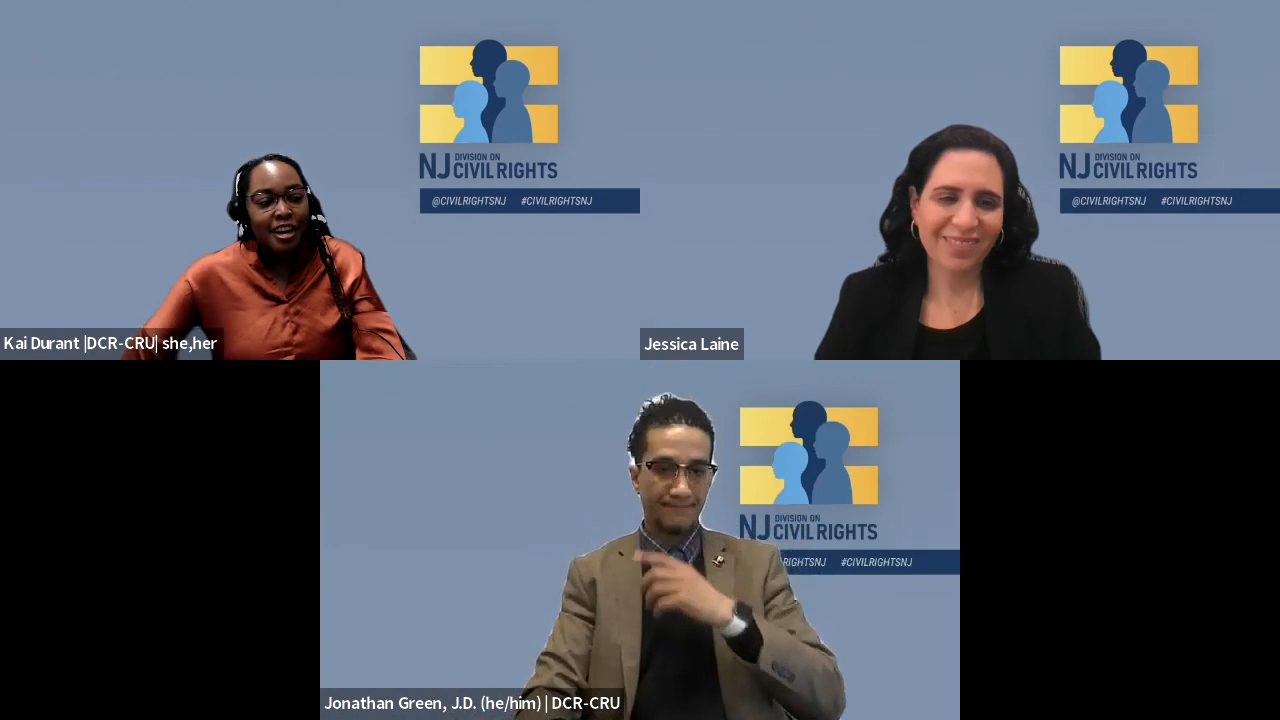 NJ DIVISION ON CIVIL RIGHTS
@CIVILRIGHTSNJ #CIVILRIGHTSNJ
Kai Durant |DCR-CRU| she,her
NJ DIVISION ON CIVIL RIGHTS
@CIVILRIGHTSNJ #CIVILRIGHTSNJ
Jessica Laine
NJ DIVISION ON CIVIL RIGHTS
RIGHTSNJ #CIVILRIGHTSNJ
Jonathan Green, J.D. (he/him) | DCR-CRU